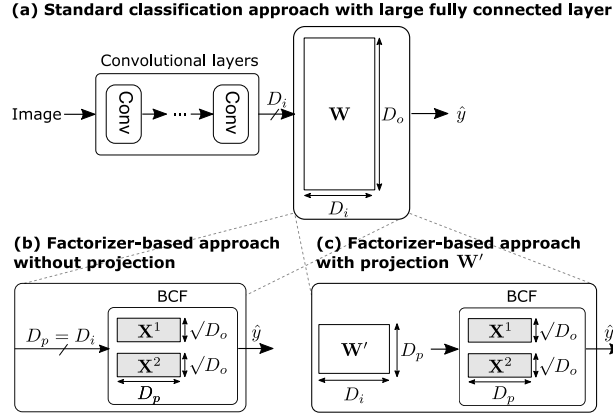 (a) Standard classification approach with large fully connected layer
Convolutional layers
Image
Conv
...
Conv
D_i
W
D_o
ŷ
D_i
(b) Factorizer-based approach
without projection
BCF
D_p = D_i
X^1
√D_o
X^2
√D_o
D_p
ŷ
(c) Factorizer-based approach
with projection W′
BCF
W′
D_p
D_i
X^1
√D_o
X^2
√D_o
D_p
ŷ